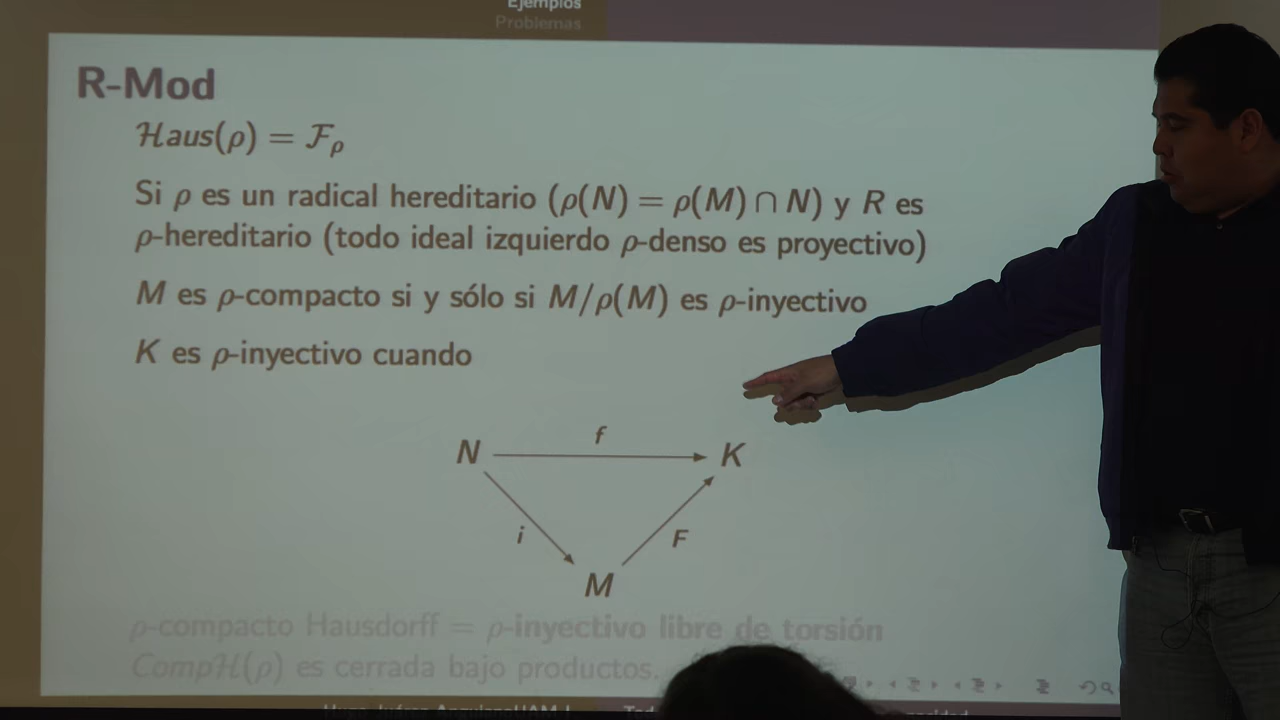 Ejemplos
Problemas
R-Mod
ℋaus(ρ) = ℱρ
Si ρ es un radical hereditario (ρ(N) = ρ(M) ∩ N) y R es
ρ-hereditario (todo ideal izquierdo ρ-denso es proyectivo)
M es ρ-compacto si y sólo si M/ρ(M) es ρ-inyectivo
K es ρ-inyectivo cuando
N f K
i F
M
ρ-compacto Hausdorff = ρ-inyectivo libre de torsión
Compℋ(ρ) es cerrada bajo productos.